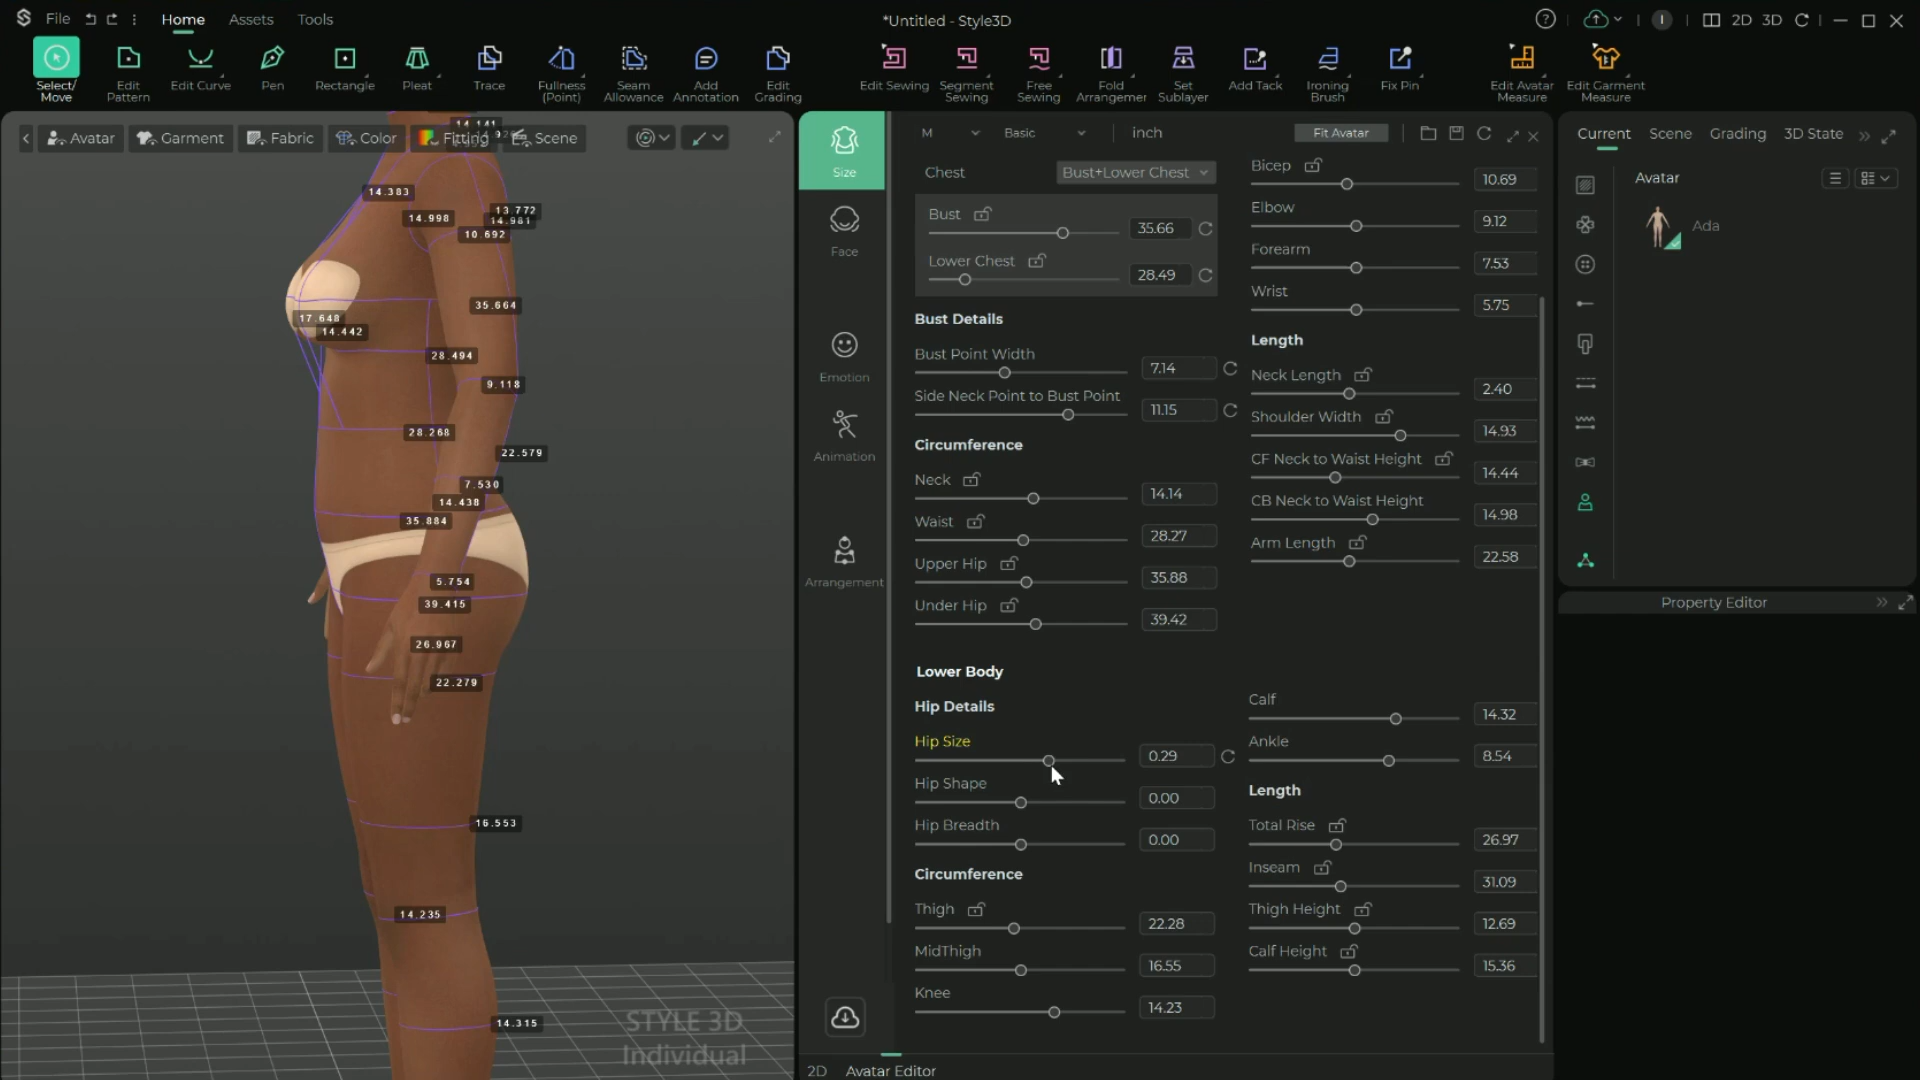 File Home Assets Tools
*Untitled - Style3D
2D 3D
Select/
Move
Edit
Pattern
Edit Curve
Pen
Rectangle
Pleat
Trace
Fullness
(Point)
Seam
Allowance
Add
Annotation
Edit
Grading
Edit Sewing
Segment
Sewing
Free
Sewing
Fold
Arrangemer
Set
Sublayer
Add Tack
Ironing
Brush
Fix Pin
Edit Avatar
Measure
Edit Garment
Measure
Avatar Garment Fabric Color Fitting Scene
14.141
14.383
14.998
13.772
14.981
10.692
35.664
17.648
14.442
28.494
9.118
28.268
22.579
7.530
14.438
35.884
5.754
39.415
26.967
22.279
16.553
14.235
14.315
STYLE 3D
Individual
Size
Face
Emotion
Animation
Arrangement
M Basic inch Fit Avatar
Chest Bust+Lower Chest
Bust 35.66
Lower Chest 28.49
Bust Details
Bust Point Width 7.14
Side Neck Point to Bust Point 11.15
Circumference
Neck 14.14
Waist 28.27
Upper Hip 35.88
Under Hip 39.42
Bicep 10.69
Elbow 9.12
Forearm 7.53
Wrist 5.75
Length
Neck Length 2.40
Shoulder Width 14.93
CF Neck to Waist Height 14.44
CB Neck to Waist Height 14.98
Arm Length 22.58
Lower Body
Hip Details
Hip Size 0.29
Hip Shape 0.00
Hip Breadth 0.00
Circumference
Thigh 22.28
MidThigh 16.55
Knee 14.23
Calf 14.32
Ankle 8.54
Length
Total Rise 26.97
Inseam 31.09
Thigh Height 12.69
Calf Height 15.36
2D Avatar Editor
Current Scene Grading 3D State
Avatar
Ada
Property Editor